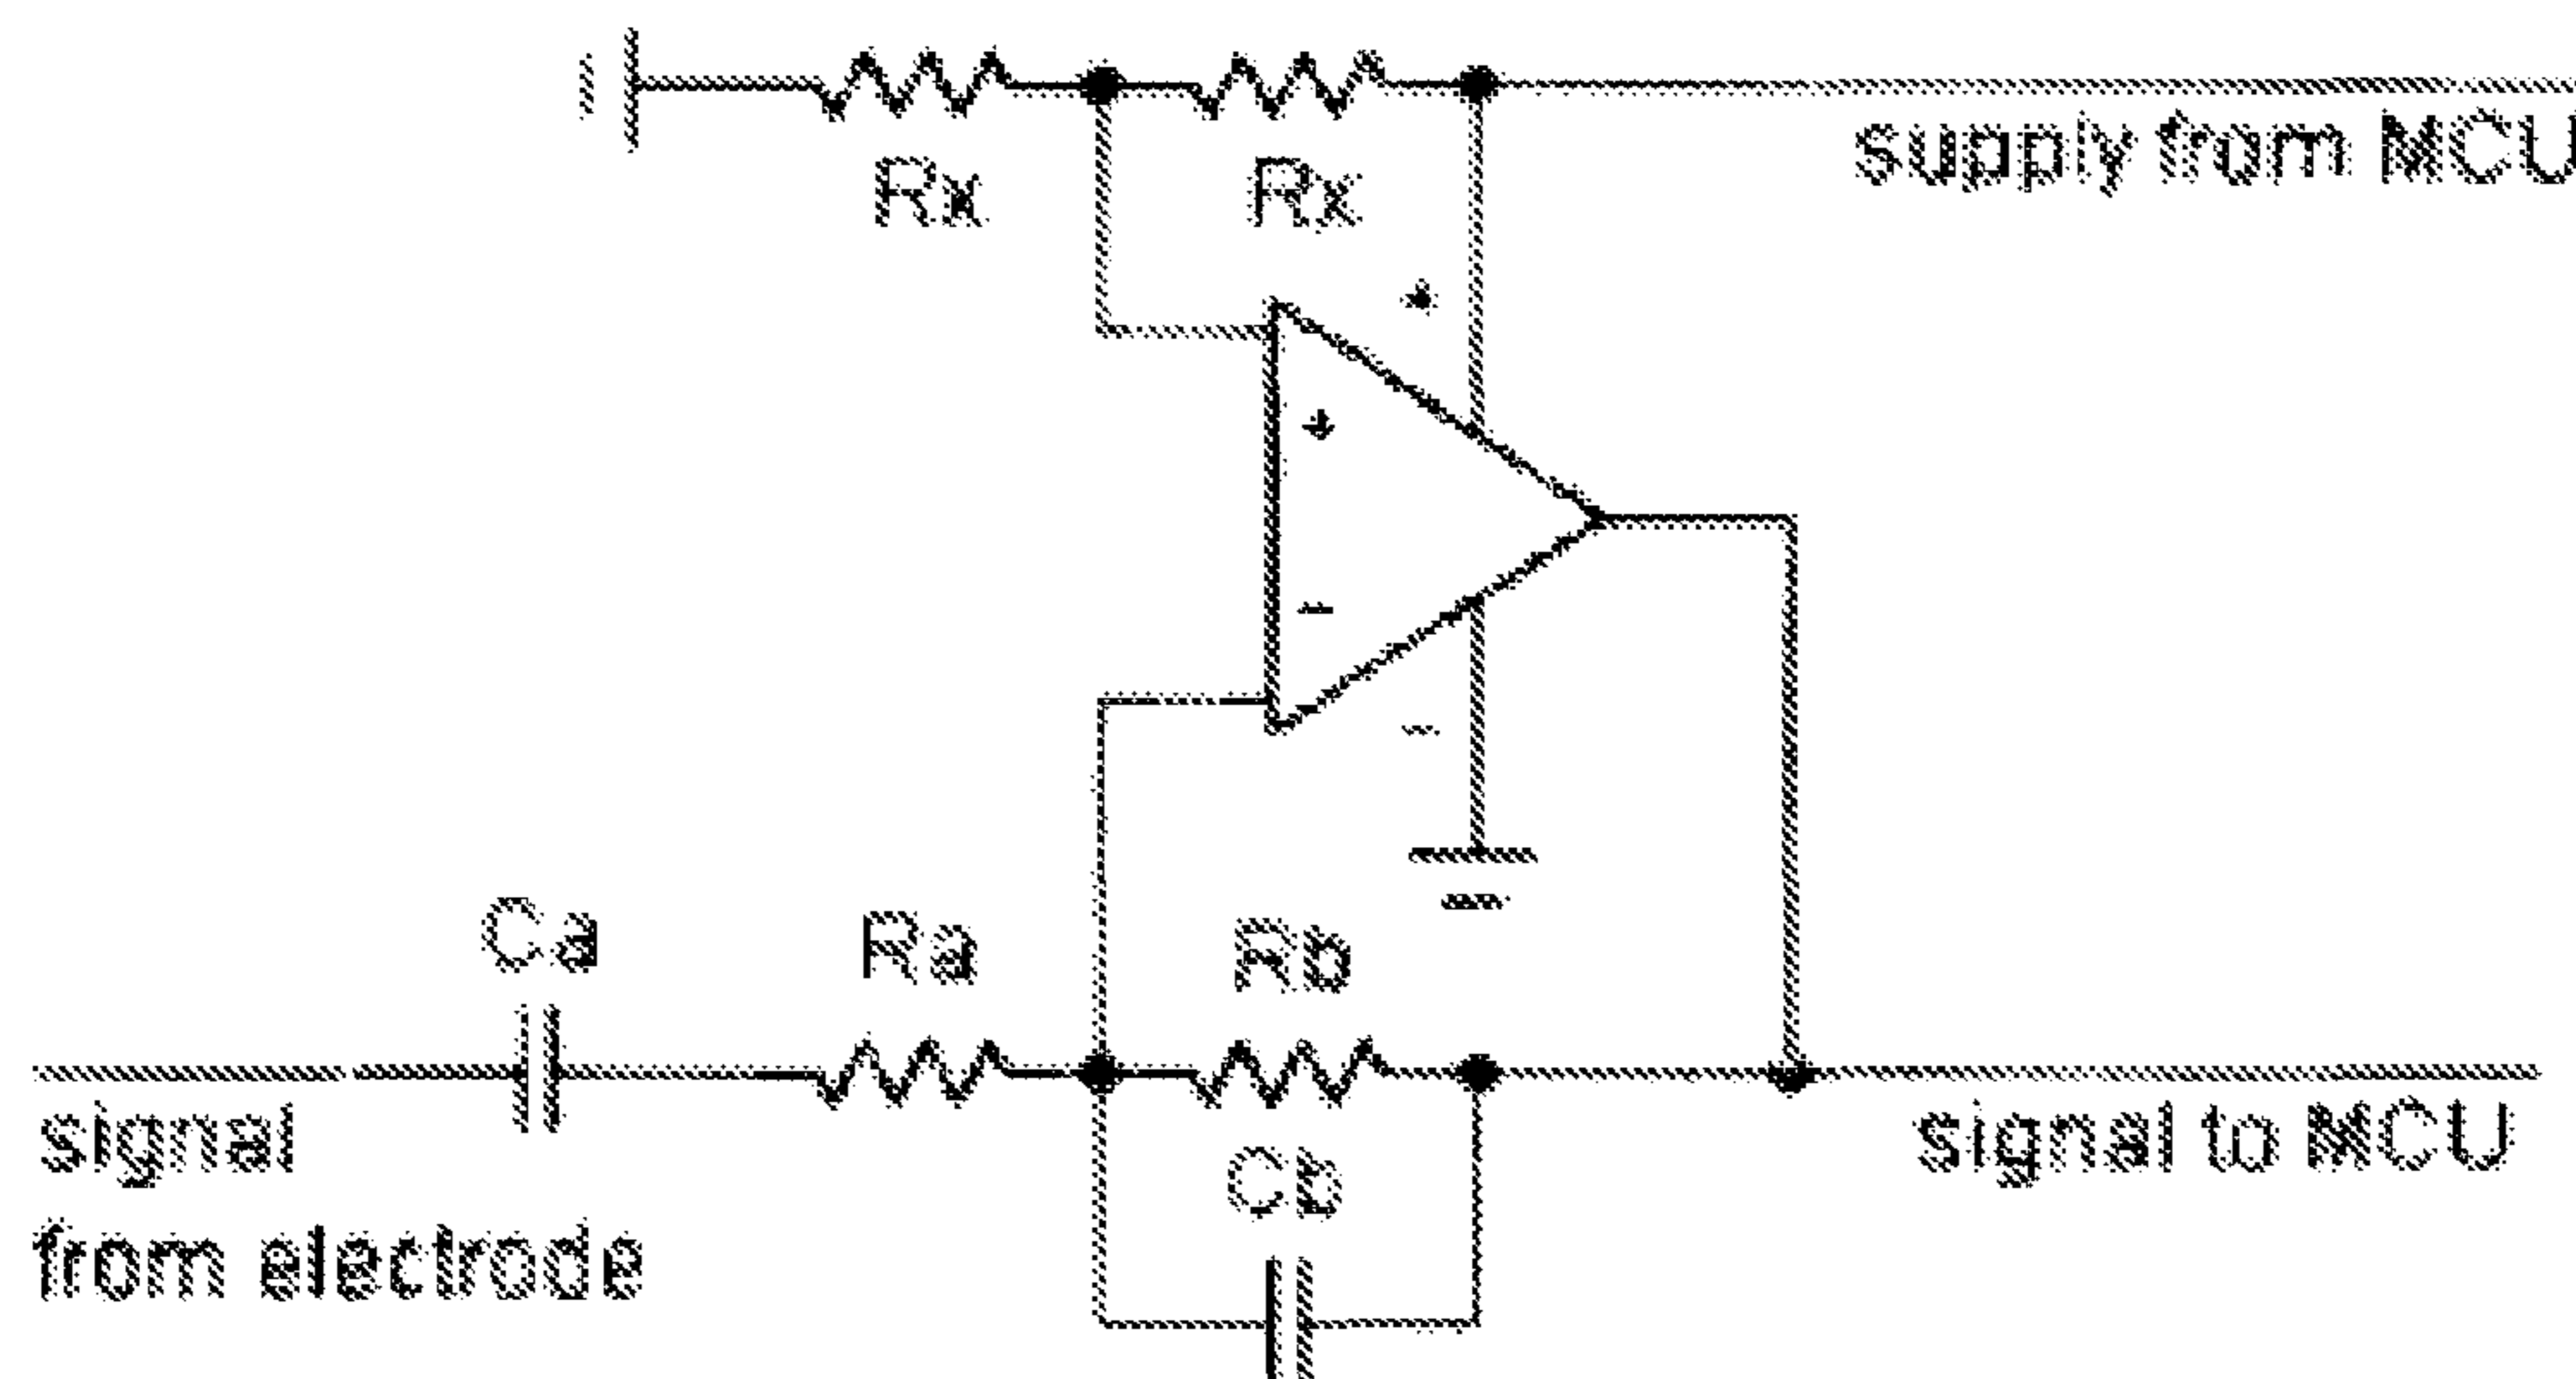 Rx
Rx
supply from MCU
+
+
−
−
Ca
Ra
Rb
Cb
signal
from electrode
signal to MCU